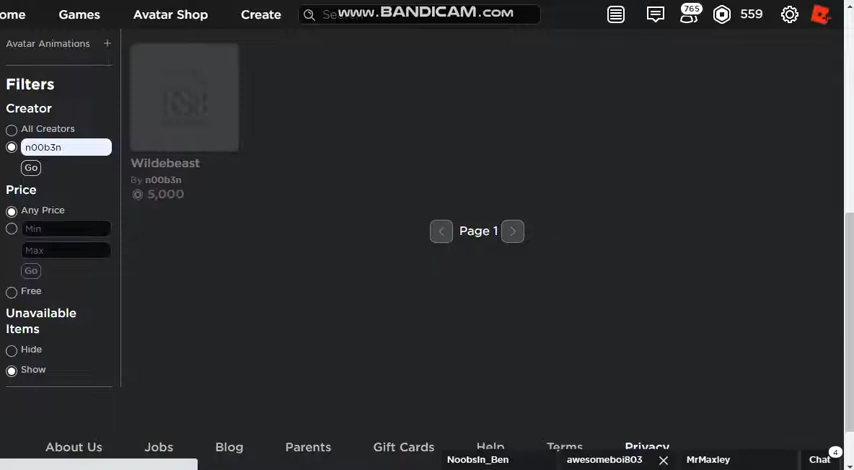 ome Games Avatar Shop Create Sea www.BANDICAM.com 765 559
Avatar Animations +
Filters
Creator
All Creators
n00b3n
Go
Price
Any Price
Min
Max
Go
Free
Unavailable
Items
Hide
Show
Wildebeast
By n00b3n
5,000
Page 1
About Us Jobs Blog Parents Gift Cards Help Terms Privacy
NoobsIn_Ben awesomeboi803 MrMaxley Chat 4